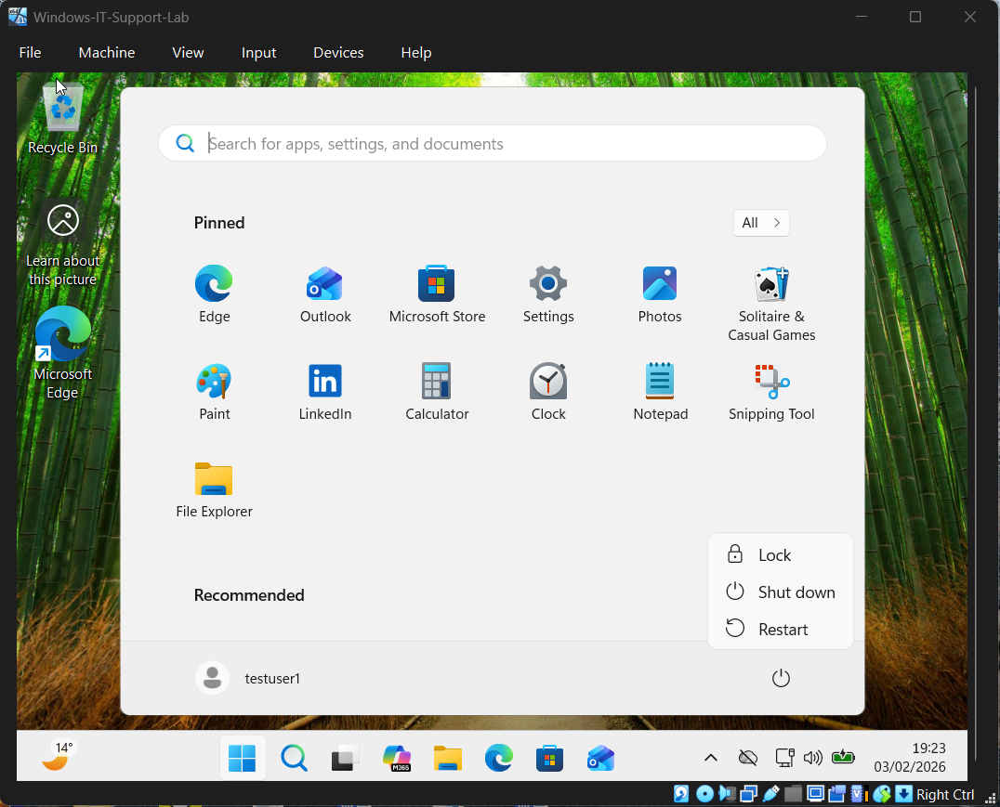 Windows-IT-Support-Lab
File Machine View Input Devices Help
Recycle Bin
Learn about
this picture
Microsoft
Edge
Search for apps, settings, and documents
Pinned
All
Edge
Outlook
Microsoft Store
Settings
Photos
Solitaire &
Casual Games
Paint
LinkedIn
Calculator
Clock
Notepad
Snipping Tool
File Explorer
Recommended
Lock
Shut down
Restart
testuser1
14°
M365
19:23
03/02/2026
Right Ctrl